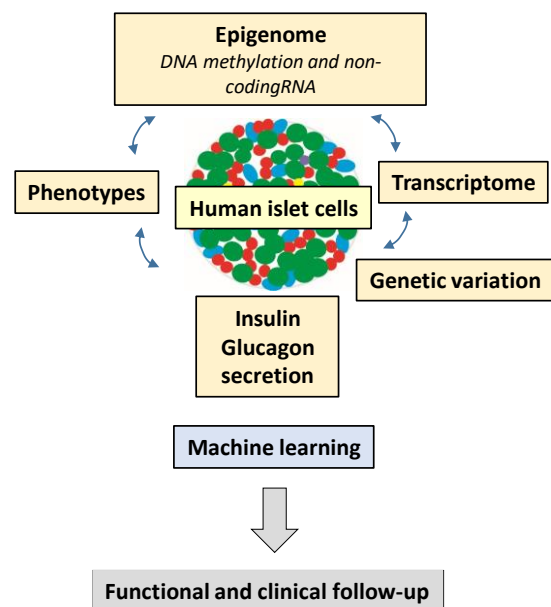 Epigenome
DNA methylation and non-
codingRNA
Phenotypes
Transcriptome
Human islet cells
Genetic variation
Insulin
Glucagon
secretion
Machine learning
Functional and clinical follow-up